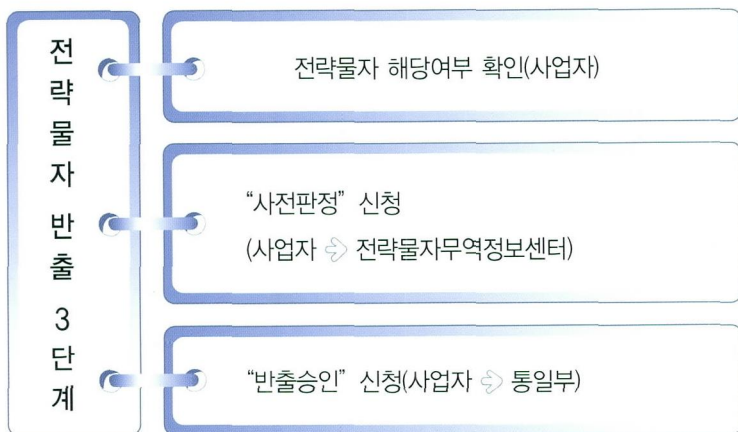 전략물자 반출 3단계
전략물자 해당여부 확인(사업자)
“사전판정” 신청
(사업자 ⇨ 전략물자무역정보센터)
“반출승인” 신청(사업자 ⇨ 통일부)